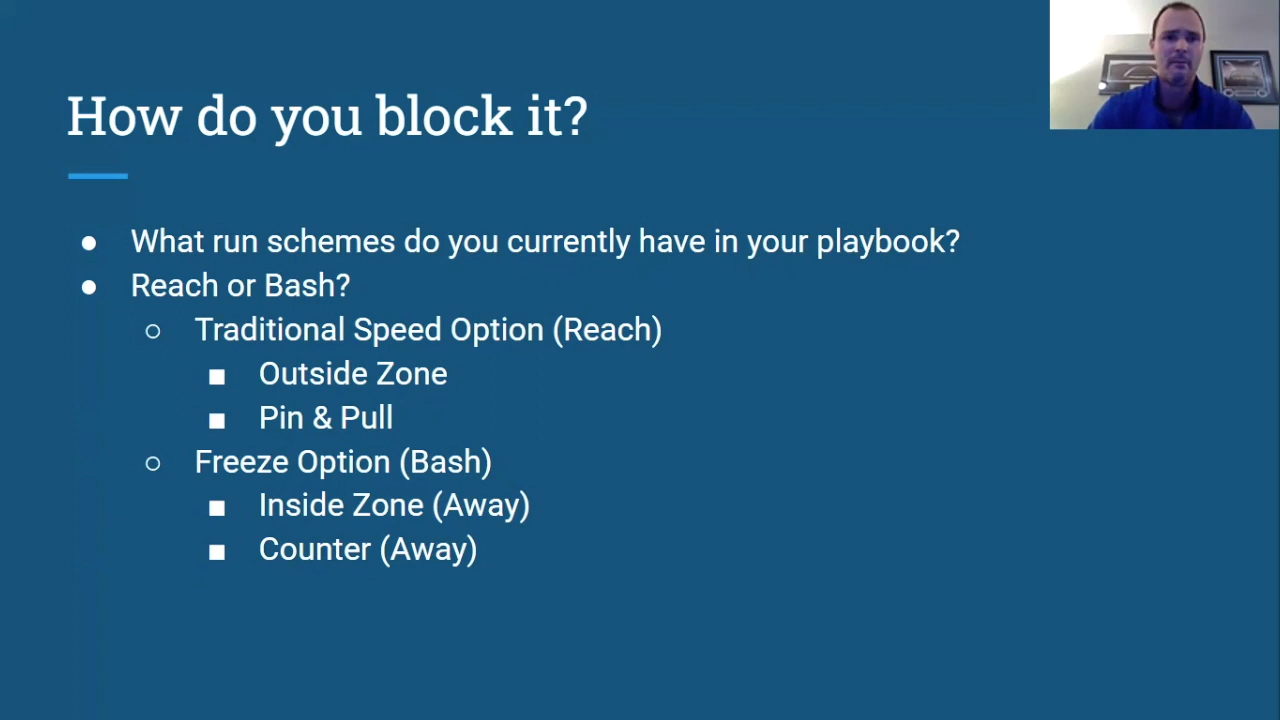 How do you block it?
● What run schemes do you currently have in your playbook?
● Reach or Bash?
○ Traditional Speed Option (Reach)
■ Outside Zone
■ Pin & Pull
○ Freeze Option (Bash)
■ Inside Zone (Away)
■ Counter (Away)